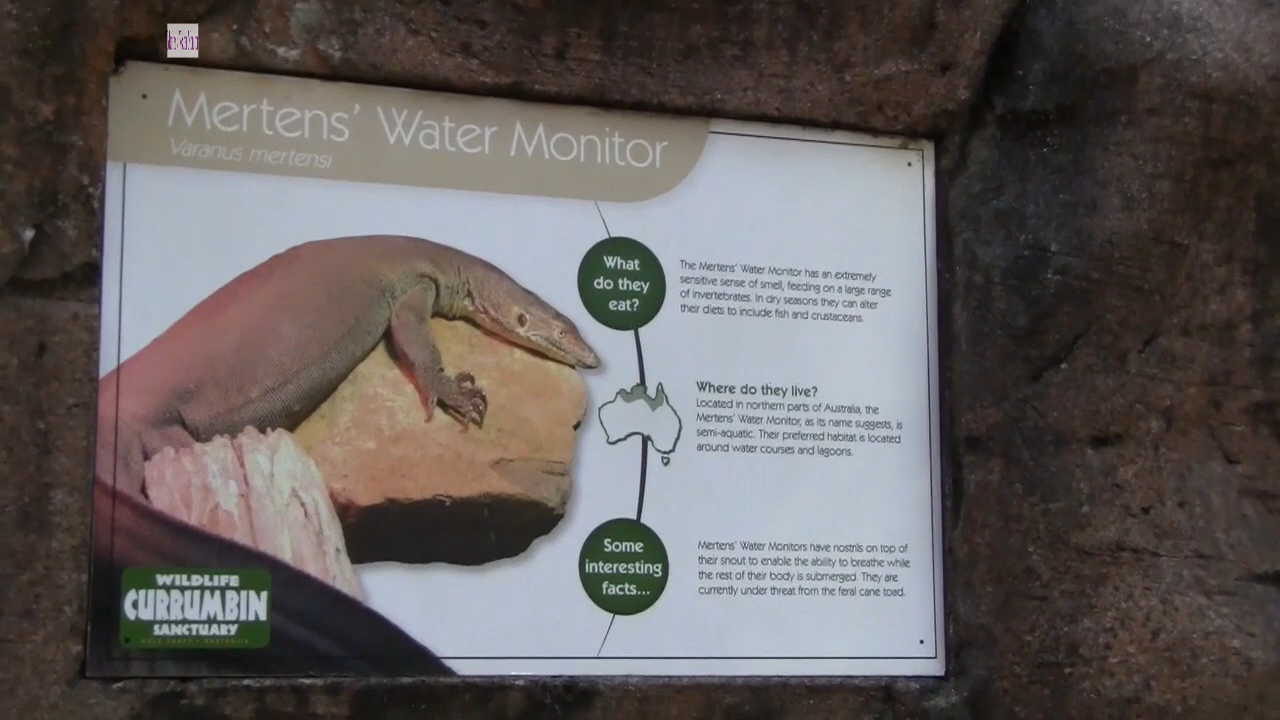 Mertens' Water Monitor
Varanus mertensi
What
do they
eat?
The Mertens' Water Monitor has an extremely
sensitive sense of smell, feeding on a large range
of invertebrates. In dry seasons they can alter
their diets to include fish and crustaceans.
Where do they live?
Located in northern parts of Australia, the
Mertens' Water Monitor, as its name suggests, is
semi-aquatic. Their preferred habitat is located
around water courses and lagoons.
Some
interesting
facts...
Mertens' Water Monitors have nostrils on top of
their snout to enable the ability to breathe while
the rest of their body is submerged. They are
currently under threat from the feral cane toad.
WILDLIFE
CURRUMBIN
SANCTUARY
GOLD COAST - AUSTRALIA